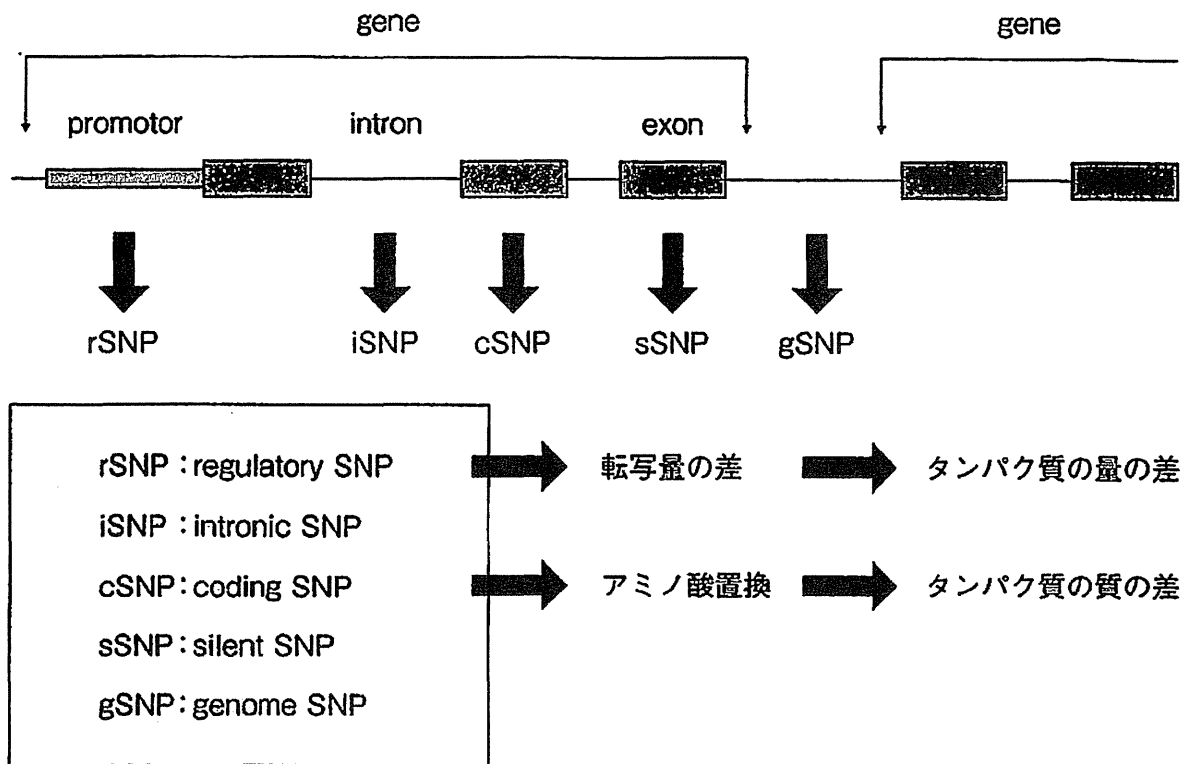 gene gene
promotor intron exon
rSNP iSNP cSNP sSNP gSNP
rSNP：regulatory SNP 転写量の差 タンパク質の量の差
iSNP：intronic SNP
cSNP：coding SNP アミノ酸置換 タンパク質の質の差
sSNP：silent SNP
gSNP：genome SNP